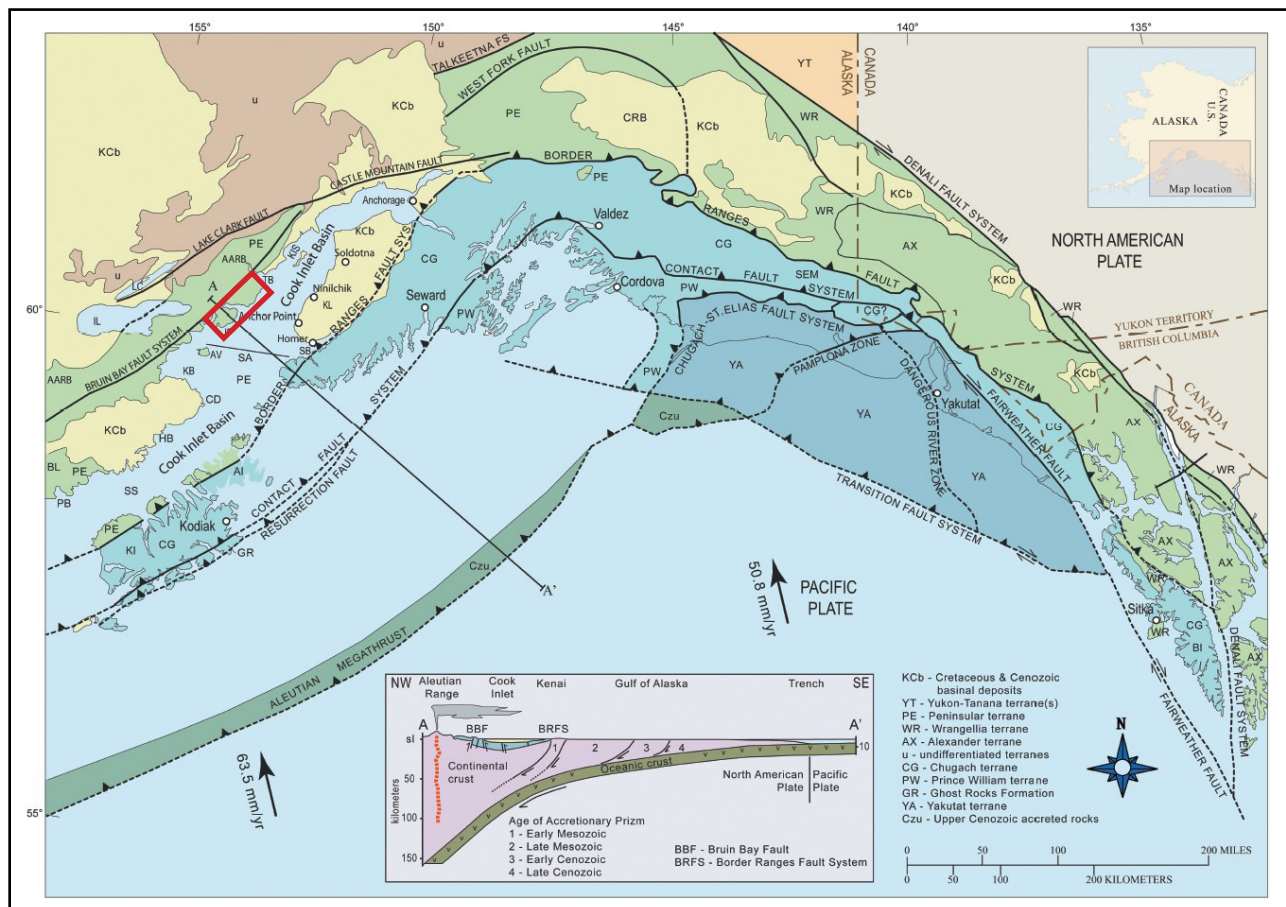 155°
150°
145°
140°
135°
u
TALKEETNA FS
WEST FORK FAULT
YT
ALASKA
CANADA
ALASKA
CANADA
U.S.
Map location
KCb
u
KCb
PE
CRB
KCb
WR
DENALI FAULT SYSTEM
KCb
NORTH AMERICAN
PLATE
CASTLE MOUNTAIN FAULT
BORDER
PE
RANGES
WR
AX
LAKE CLARK FAULT
Anchorage
KCb
Valdez
CG
FAULT
KCb
u
PE
AARB
KIS
Cook Inlet Basin
Soldotna
FAULT SYS.
CG
CONTACT
FAULT
SEM
SYSTEM
WR
LC
A
TB
Ninilchik
KL
Seward
Cordova
PW
CG?
60°
IL
Anchor Point
Homer
RANGES
PW
ST. ELIAS FAULT SYSTEM
YUKON TERRITORY
BRITISH COLUMBIA
BRUIN BAY FAULT SYSTEM
AV
SA
SB
CHUGACH
YA
PAMPLONA ZONE
SYSTEM
KCb
AARB
KB
PE
PW
DANGEROUS RIVER ZONE
Yakutat
FAIRWEATHER FAULT
CANADA
ALASKA
CD
BORDER
SYSTEM
Czu
YA
CG
AX
KCb
HB
Cook Inlet Basin
FAULT
YA
WR
BL
PE
AI
CONTACT
RESURRECTION FAULT
TRANSITION FAULT SYSTEM
PB
SS
Kodiak
PE
KI
CG
GR
Czu
AX
AX
A'
50.8 mm/yr
PACIFIC
PLATE
WR
Sitka
WR
CG
BI
AX
DENALI FAULT SYSTEM
ALEUTIAN
MEGATHRUST
63.5 mm/yr
FAIRWEATHER FAULT
55°
NW
Aleutian
Range
Cook
Inlet
Kenai
Gulf of Alaska
Trench
SE
A
BBF
BRFS
A'
sl
50
100
150
kilometers
10
1
2
3
4
Continental
crust
Oceanic crust
North American
Plate
Pacific
Plate
Age of Accretionary Prizm
1 - Early Mesozoic
2 - Late Mesozoic
3 - Early Cenozoic
4 - Late Cenozoic
BBF - Bruin Bay Fault
BRFS - Border Ranges Fault System
KCb - Cretaceous & Cenozoic
basinal deposits
YT - Yukon-Tanana terrane(s)
PE - Peninsular terrane
WR - Wrangellia terrane
AX - Alexander terrane
u - undifferentiated terranes
CG - Chugach terrane
PW - Prince William terrane
GR - Ghost Rocks Formation
YA - Yakutat terrane
Czu - Upper Cenozoic accreted rocks
N
0 50 100 200 MILES
0 50 100 200 KILOMETERS